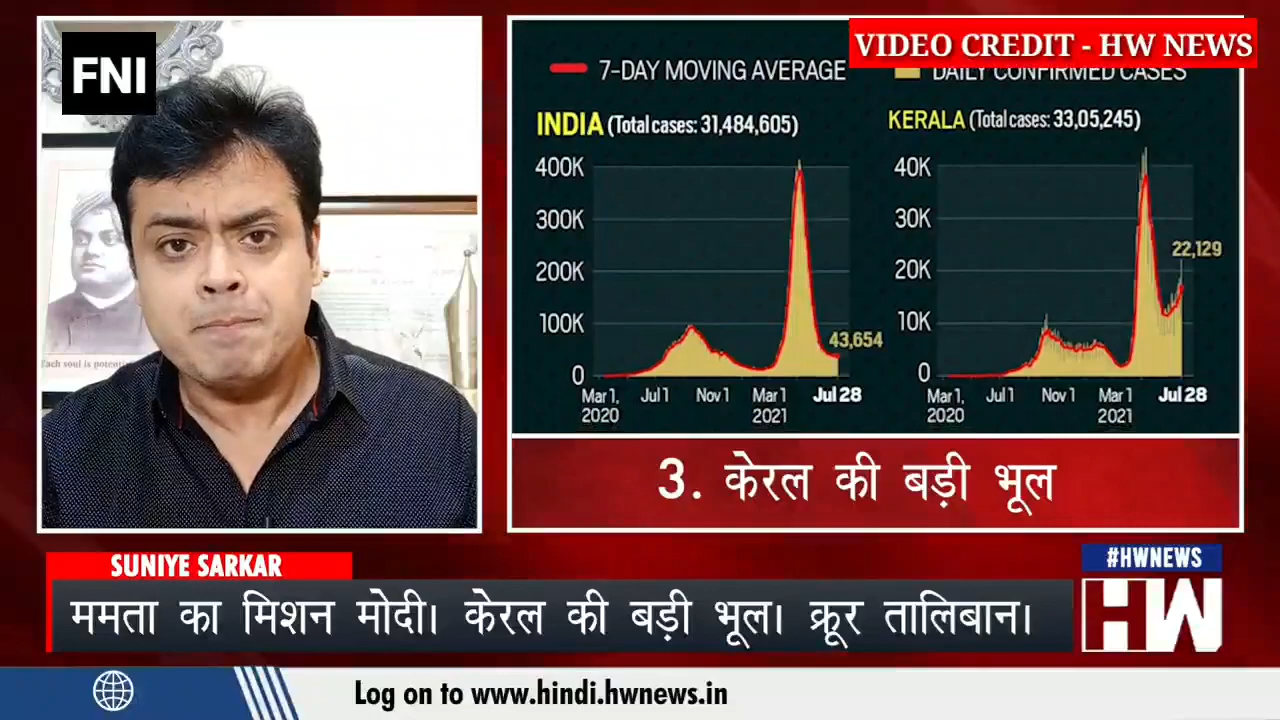 FNI
VIDEO CREDIT - HW NEWS
7-DAY MOVING AVERAGE
DAILY CONFIRMED CASES
INDIA (Total cases: 31,484,605)
400K
300K
200K
100K
0
43,654
Mar 1, 2020
Jul 1
Nov 1
Mar 1 2021
Jul 28
KERALA (Total cases: 33,05,245)
40K
30K
20K
10K
0
22,129
Mar 1, 2020
Jul 1
Nov 1
Mar 1 2021
Jul 28
Each soul is potenti
3. केरल की बड़ी भूल
SUNIYE SARKAR
#HWNEWS
ममता का मिशन मोदी। केरल की बड़ी भूल। क्रूर तालिबान।
HW
Log on to www.hindi.hwnews.in